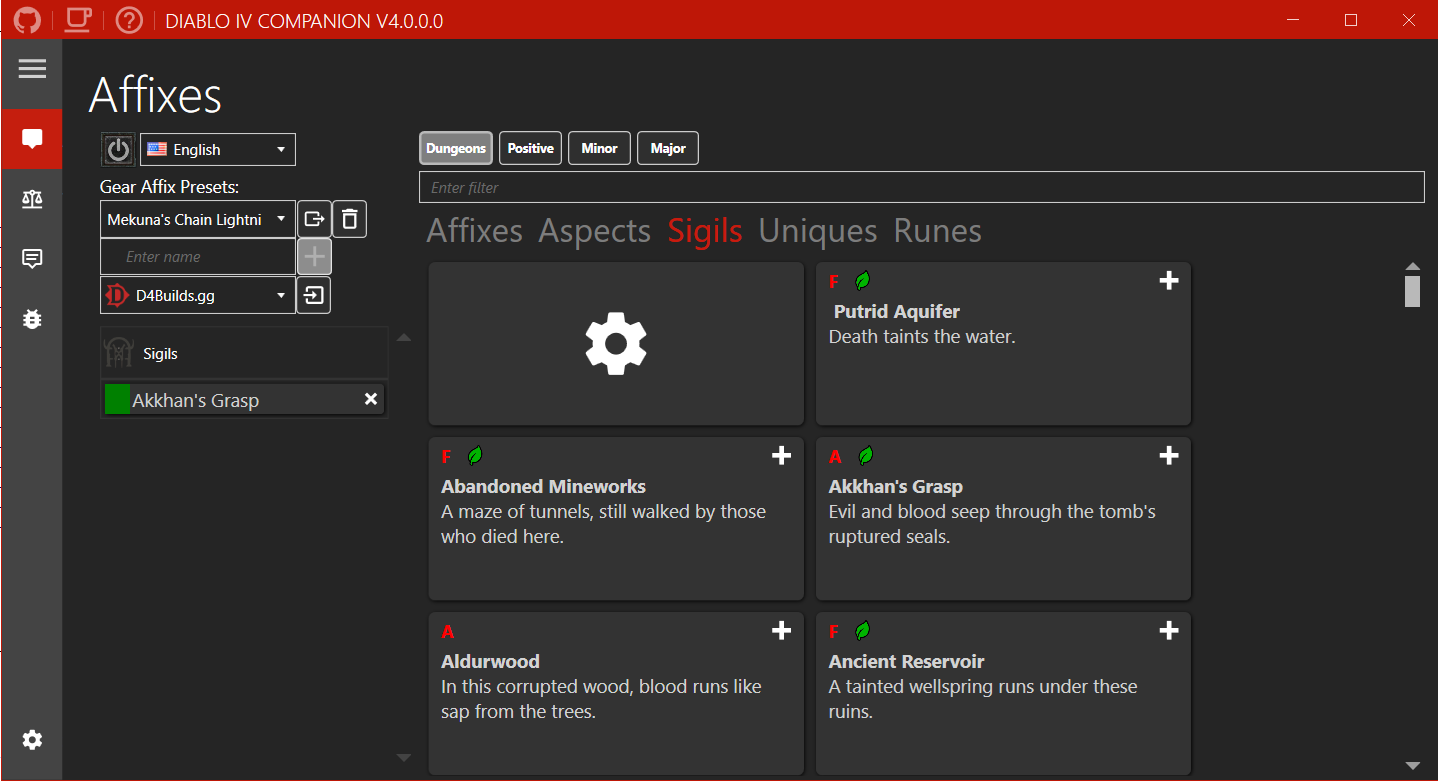 DIABLO IV COMPANION V4.0.0.0
Affixes
English
Gear Affix Presets:
Mekuna's Chain Lightni
Enter name
D4Builds.gg
Sigils
Akkhan's Grasp
Dungeons Positive Minor Major
Enter filter
Affixes Aspects Sigils Uniques Runes
F
Putrid Aquifer
Death taints the water.
F
Abandoned Mineworks
A maze of tunnels, still walked by those
who died here.
A
Akkhan's Grasp
Evil and blood seep through the tomb's
ruptured seals.
A
Aldurwood
In this corrupted wood, blood runs like
sap from the trees.
F
Ancient Reservoir
A tainted wellspring runs under these
ruins.